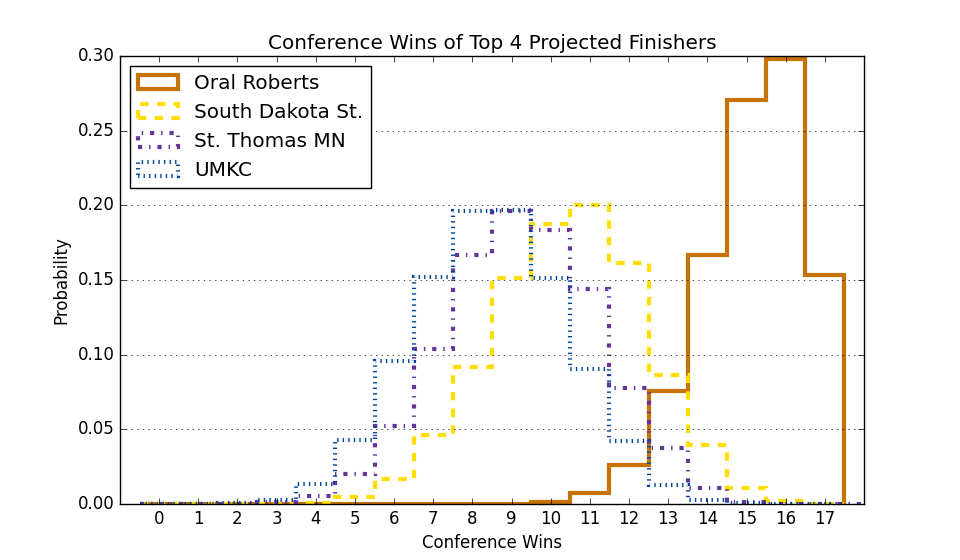 Conference Wins of Top 4 Projected Finishers
0.30
0.25
0.20
0.15
0.10
0.05
0.00
Probability
Oral Roberts
South Dakota St.
St. Thomas MN
UMKC
0 1 2 3 4 5 6 7 8 9 10 11 12 13 14 15 16 17
Conference Wins